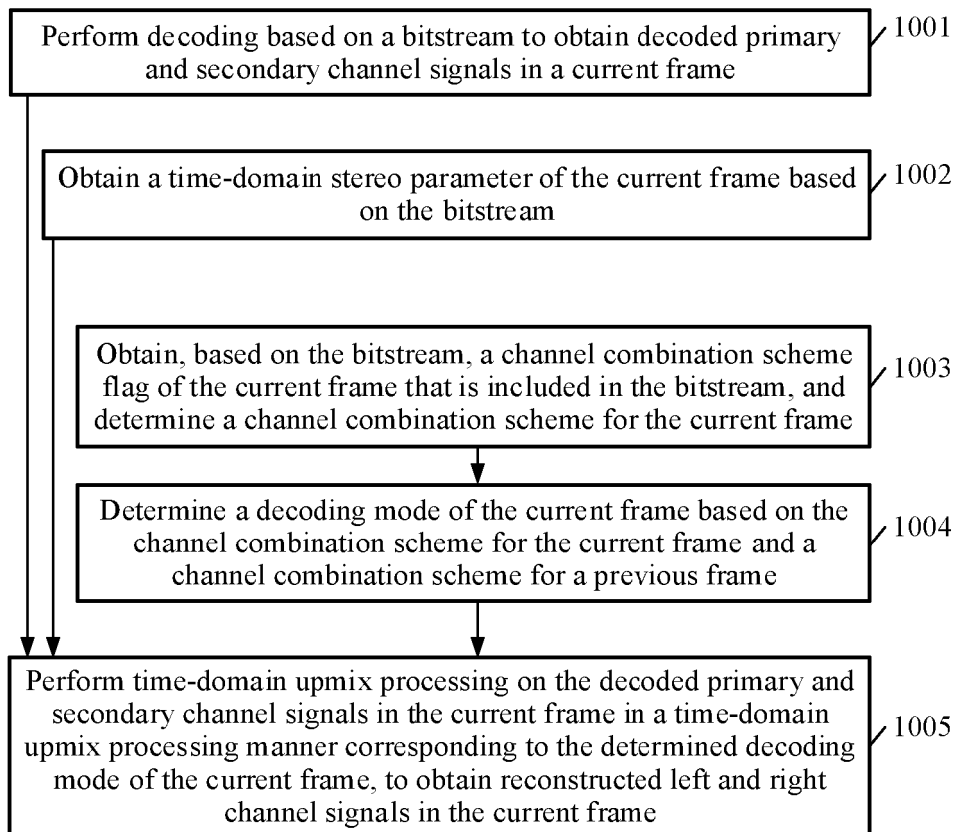 Perform decoding based on a bitstream to obtain decoded primary
and secondary channel signals in a current frame
1001
Obtain a time-domain stereo parameter of the current frame based
on the bitstream
1002
Obtain, based on the bitstream, a channel combination scheme
flag of the current frame that is included in the bitstream, and
determine a channel combination scheme for the current frame
1003
Determine a decoding mode of the current frame based on the
channel combination scheme for the current frame and a
channel combination scheme for a previous frame
1004
Perform time-domain upmix processing on the decoded primary and
secondary channel signals in the current frame in a time-domain
upmix processing manner corresponding to the determined decoding
mode of the current frame, to obtain reconstructed left and right
channel signals in the current frame
1005